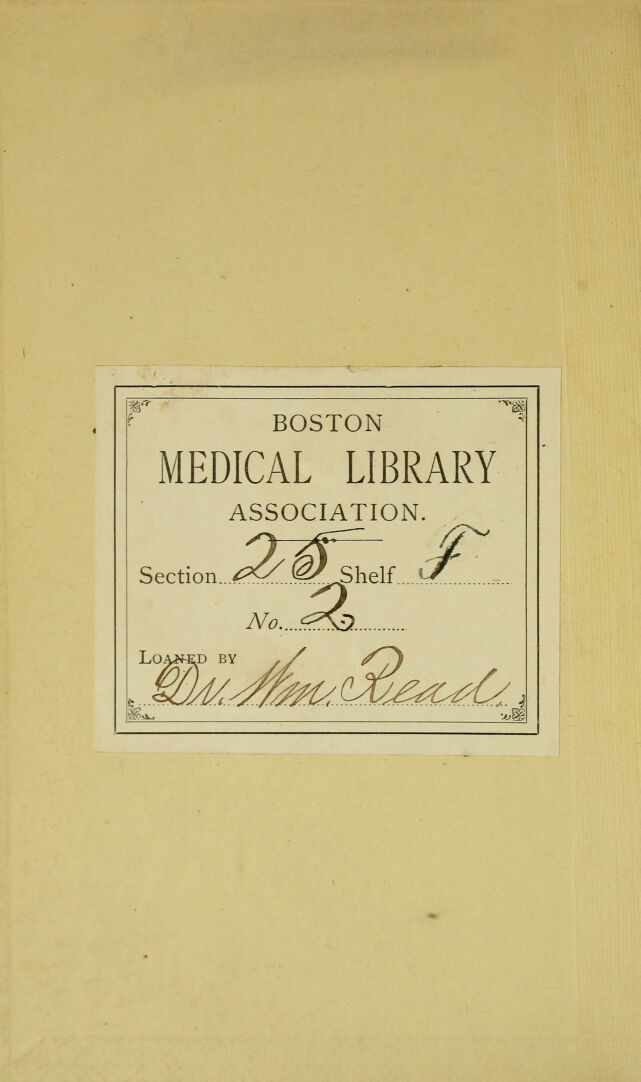 BOSTON
MEDICAL LIBRARY
ASSOCIATION.
Section 25 Shelf F
No. 2
LOANED BY
Dr. Wm. Read.